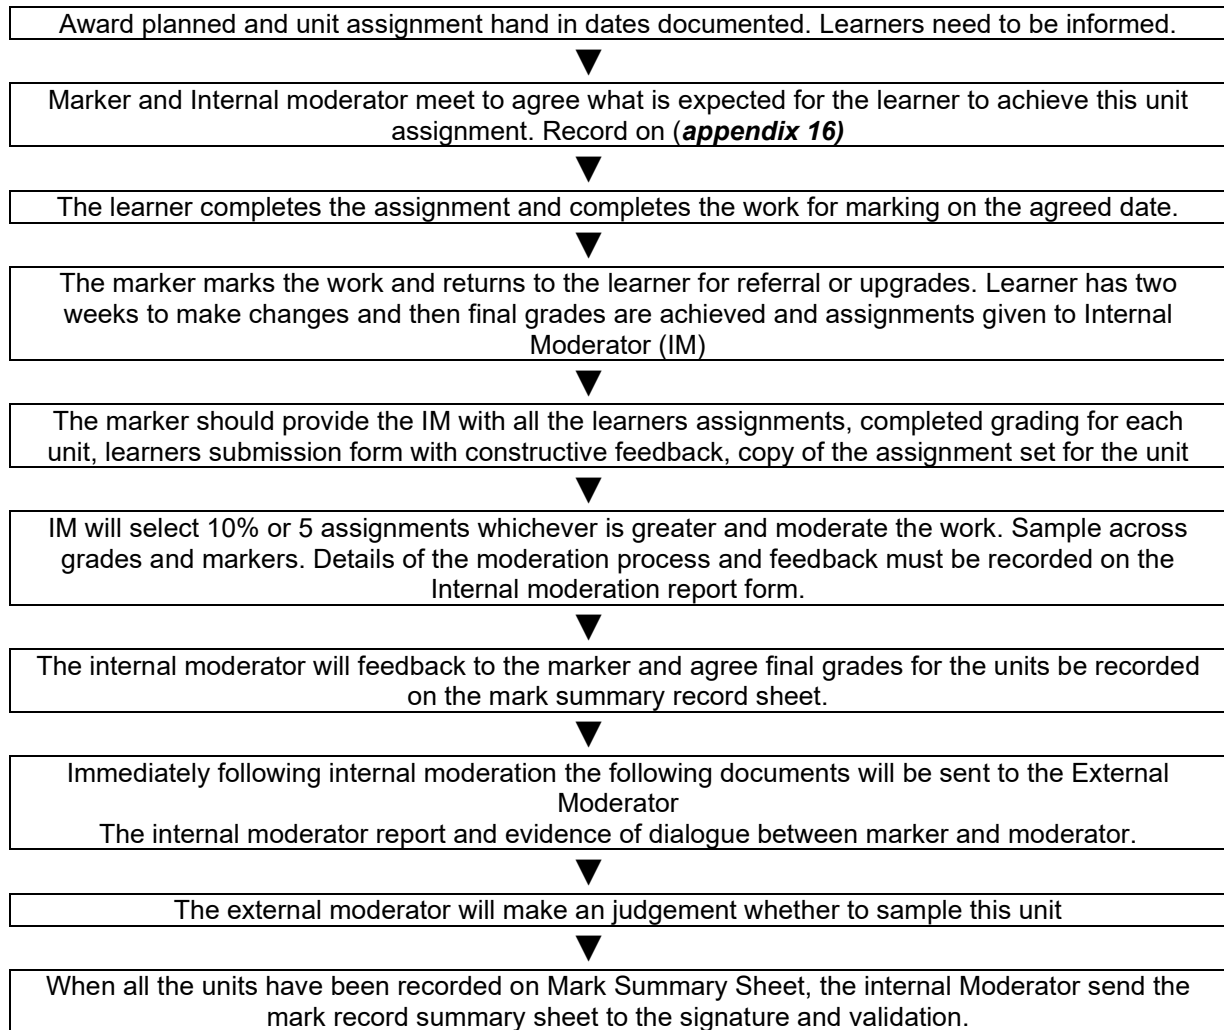 Award planned and unit assignment hand in dates documented. Learners need to be informed.
Marker and Internal moderator meet to agree what is expected for the learner to achieve this unit
assignment. Record on (appendix 16)
The learner completes the assignment and completes the work for marking on the agreed date.
The marker marks the work and returns to the learner for referral or upgrades. Learner has two
weeks to make changes and then final grades are achieved and assignments given to Internal
Moderator (IM)
The marker should provide the IM with all the learners assignments, completed grading for each
unit, learners submission form with constructive feedback, copy of the assignment set for the unit
IM will select 10% or 5 assignments whichever is greater and moderate the work. Sample across
grades and markers. Details of the moderation process and feedback must be recorded on the
Internal moderation report form.
The internal moderator will feedback to the marker and agree final grades for the units be recorded
on the mark summary record sheet.
Immediately following internal moderation the following documents will be sent to the External
Moderator
The internal moderator report and evidence of dialogue between marker and moderator.
The external moderator will make an judgement whether to sample this unit
When all the units have been recorded on Mark Summary Sheet, the internal Moderator send the
mark record summary sheet to the signature and validation.